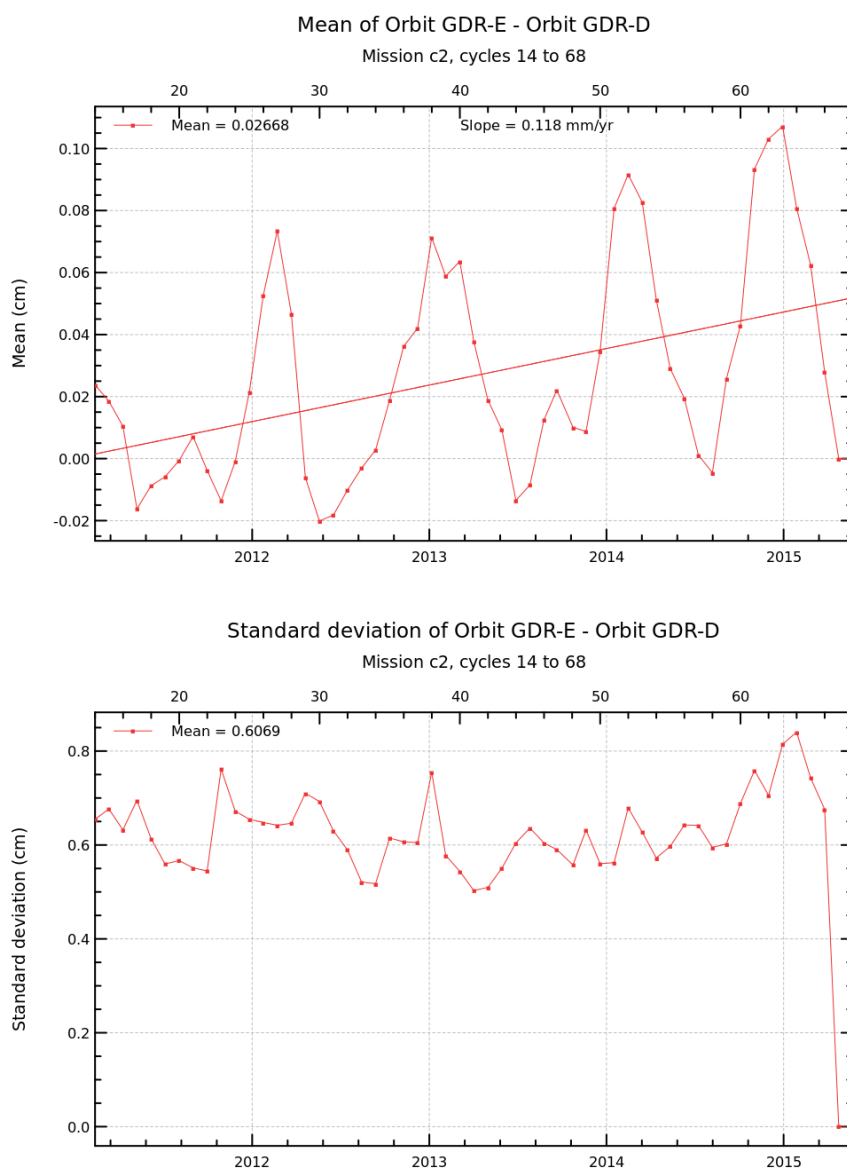 Mean of Orbit GDR-E - Orbit GDR-D
Mission c2, cycles 14 to 68
20 30 40 50 60
Mean = 0.02668 Slope = 0.118 mm/yr
0.10
0.08
0.06
0.04
0.02
0.00
-0.02
Mean (cm)
2012 2013 2014 2015
Standard deviation of Orbit GDR-E - Orbit GDR-D
Mission c2, cycles 14 to 68
20 30 40 50 60
Mean = 0.6069
0.8
0.6
0.4
0.2
0.0
Standard deviation (cm)
2012 2013 2014 2015